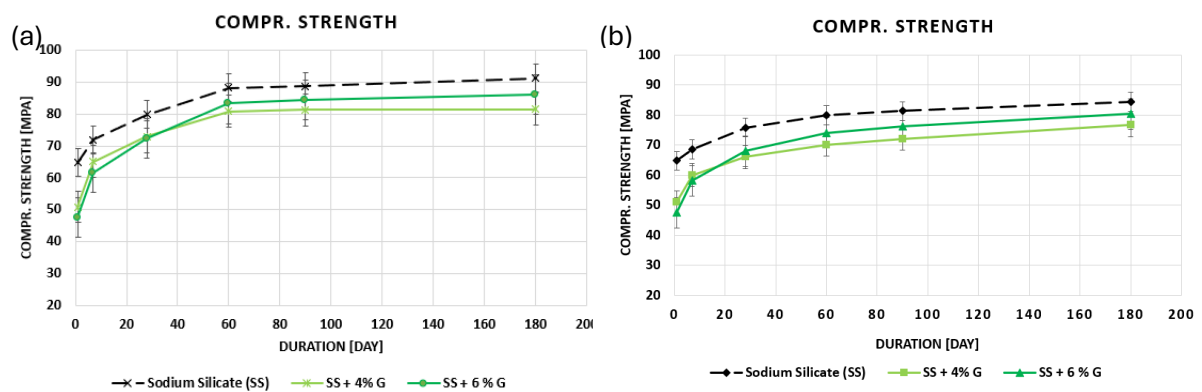 (a)
COMPR. STRENGTH
COMPR. STRENGTH [MPA]
100
90
80
70
60
50
40
30
20
0 20 40 60 80 100 120 140 160 180 200
DURATION [DAY]
Sodium Silicate (SS) SS + 4% G SS + 6 % G
(b)
COMPR. STRENGTH
COMPR. STRENGTH [MPA]
100
90
80
70
60
50
40
30
20
0 20 40 60 80 100 120 140 160 180 200
DURATION [DAY]
Sodium Silicate (SS) SS + 4% G SS + 6 % G